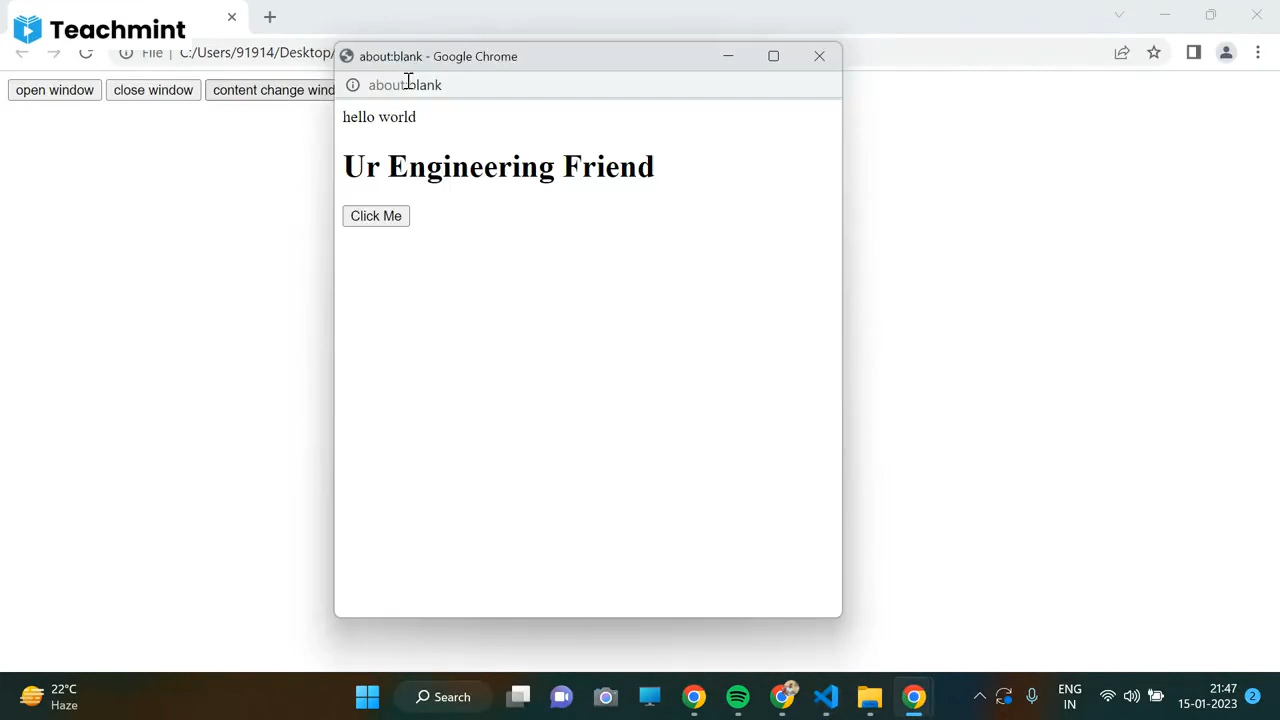 Teachmint
File
C:/Users/91914/Desktop/
about:blank - Google Chrome
about:blank
open window
close window
content change wind
hello world
Ur Engineering Friend
Click Me
22°C
Haze
Search
ENG
IN
21:47
15-01-2023
2